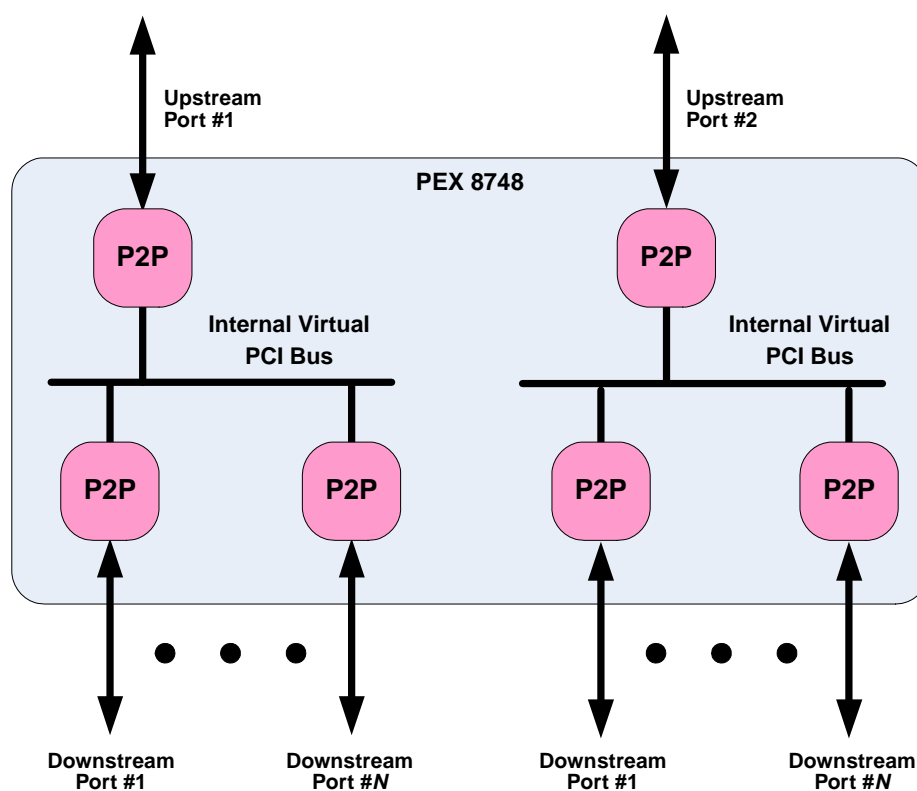 Upstream
Port #1
Upstream
Port #2
PEX 8748
P2P
P2P
Internal Virtual
PCI Bus
Internal Virtual
PCI Bus
P2P
P2P
P2P
P2P
Downstream
Port #1
Downstream
Port #N
Downstream
Port #1
Downstream
Port #N